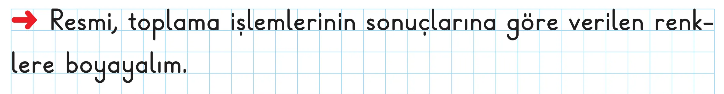 Resmi, toplama işlemlerinin sonuçlarına göre verilen renk-
lere boyayalım.